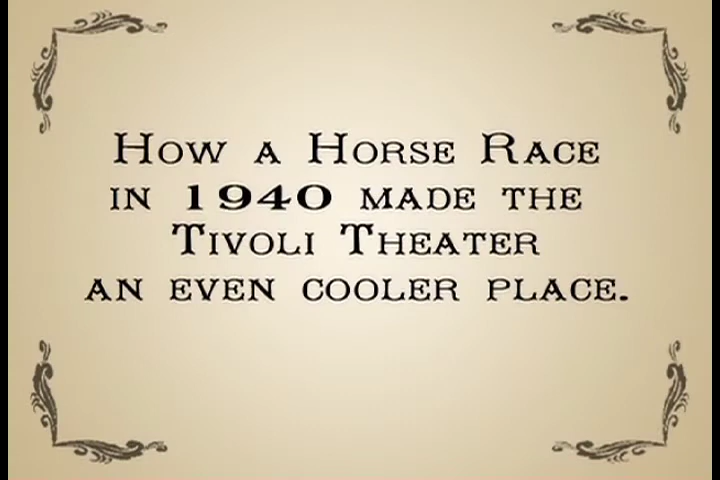 How a Horse Race
in 1940 made the
Tivoli Theater
an even cooler place.